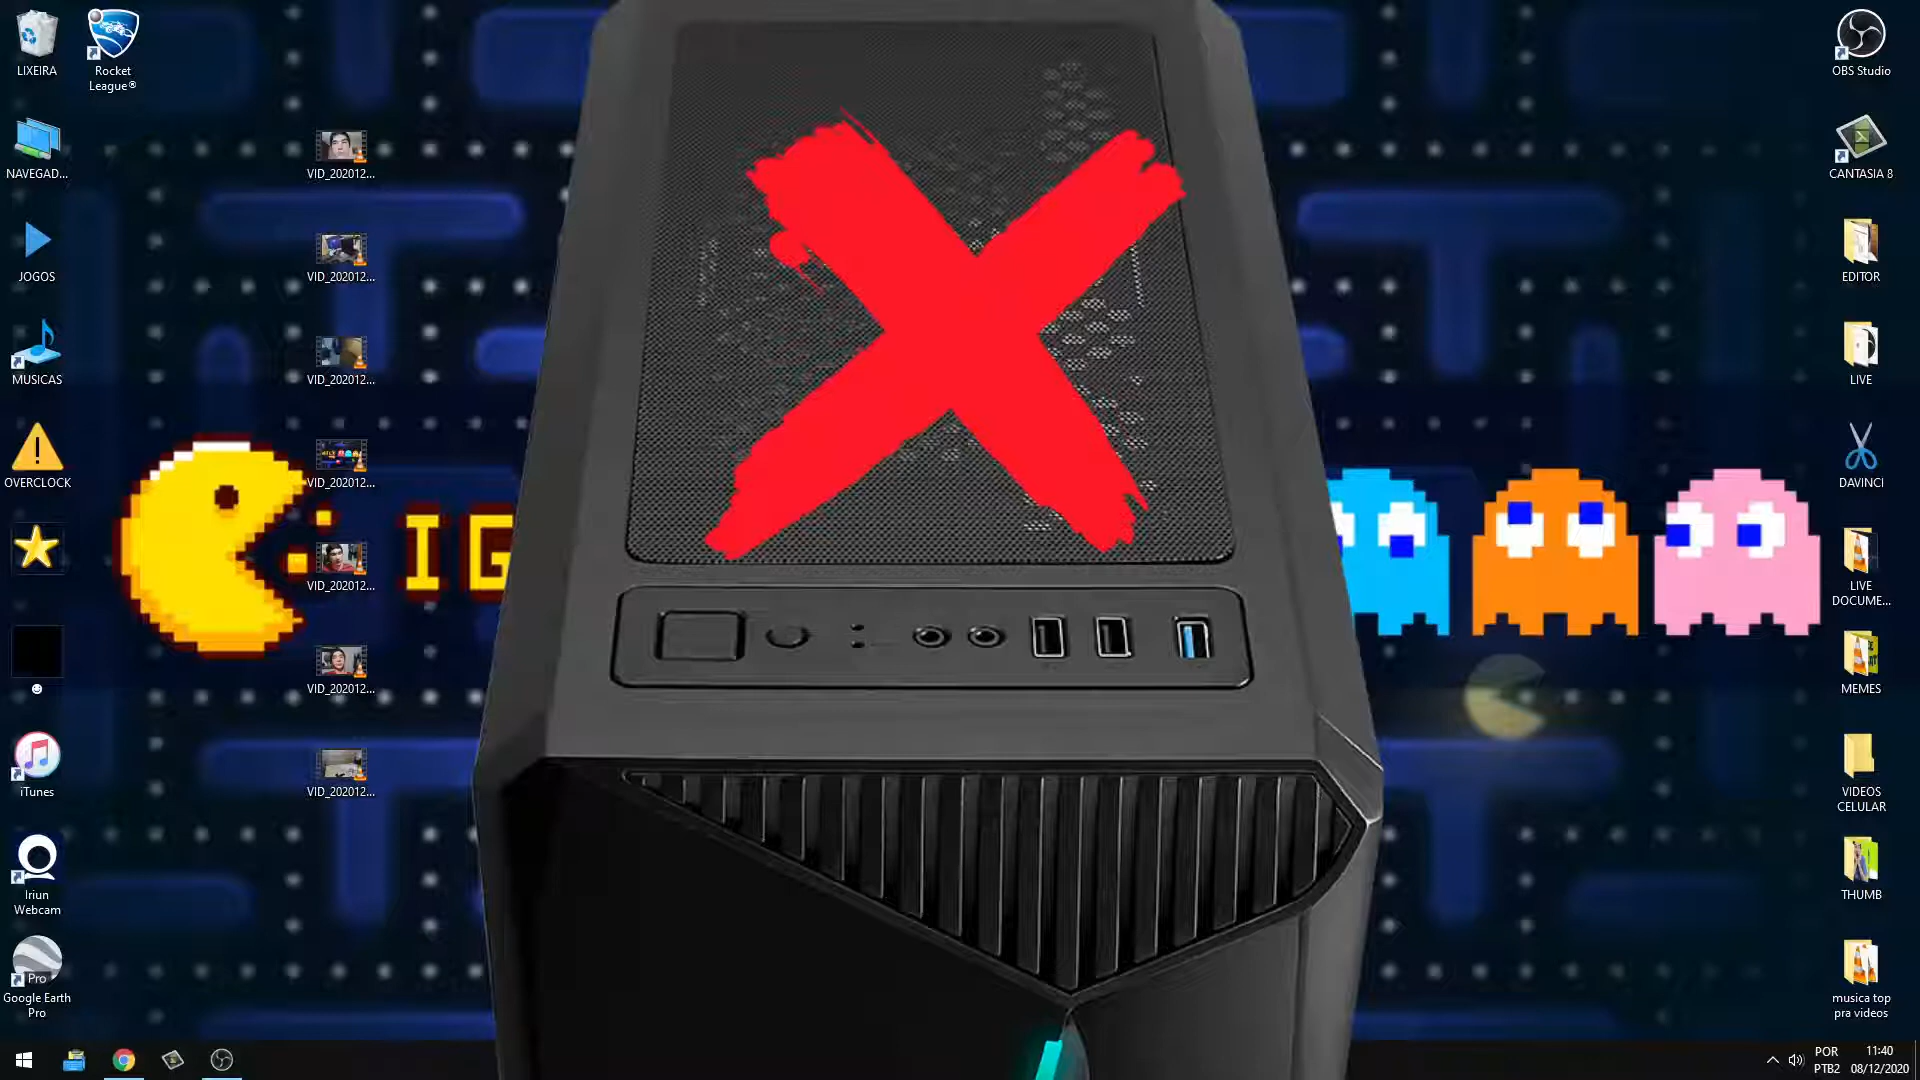 LIXEIRA
Rocket
League®
NAVEGAD...
JOGOS
MUSICAS
OVERCLOCK
☻
iTunes
Iriun
Webcam
Pro
Google Earth
Pro
VID_202012...
VID_202012...
VID_202012...
VID_202012...
VID_202012...
VID_202012...
VID_202012...
IG
OBS Studio
CANTASIA 8
EDITOR
LIVE
DAVINCI
LIVE
DOCUME...
MEMES
VIDEOS
CELULAR
THUMB
musica top
pra videos
POR
PTB2
11:40
08/12/2020